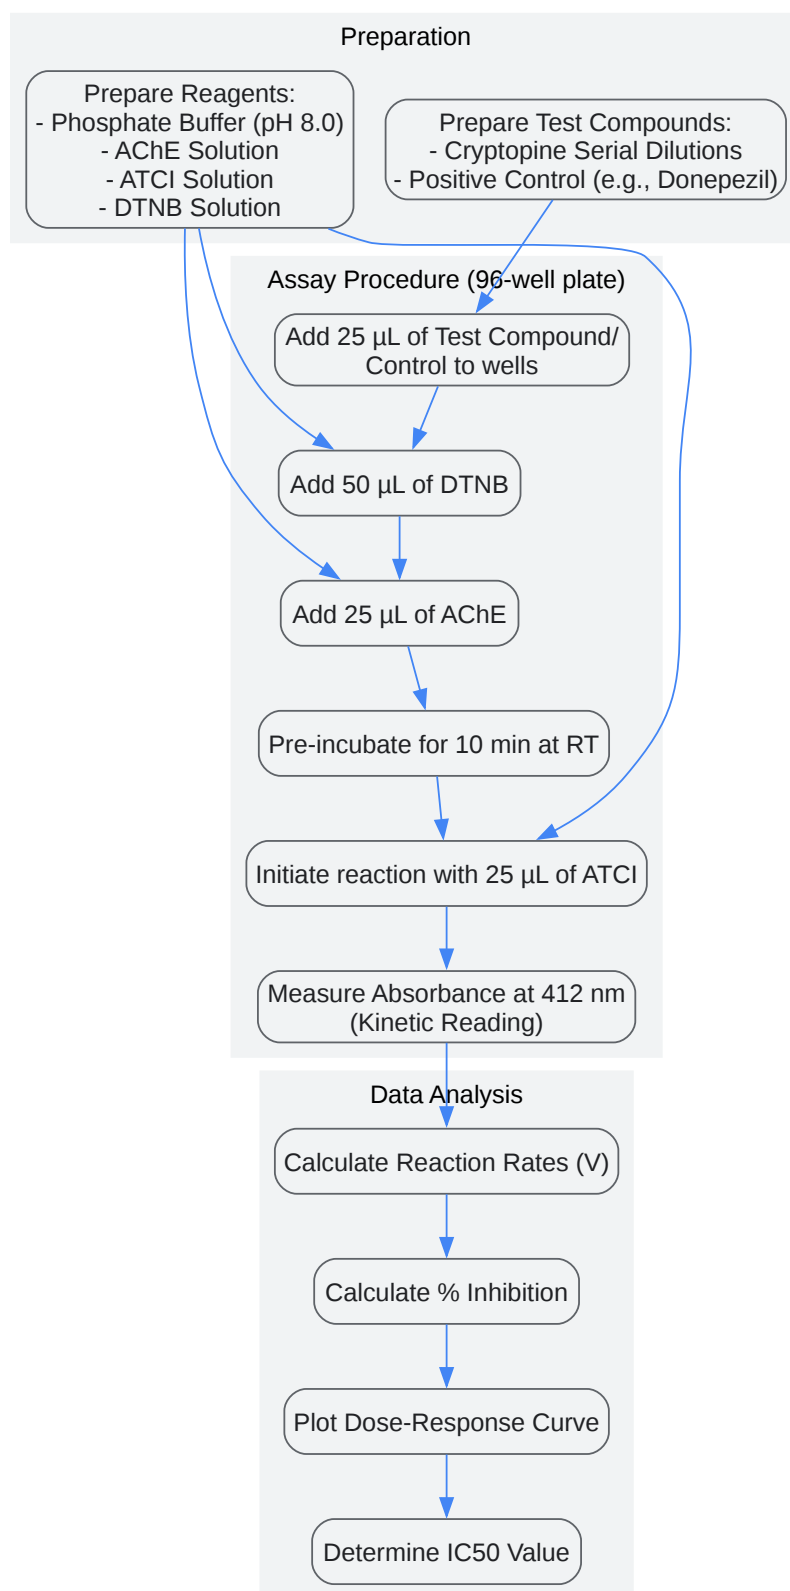 Preparation
Prepare Reagents:
- Phosphate Buffer (pH 8.0)
- AChE Solution
- ATCI Solution
- DTNB Solution
Prepare Test Compounds:
- Cryptopine Serial Dilutions
- Positive Control (e.g., Donepezil)
Assay Procedure (96-well plate)
Add 25 µL of Test Compound/
Control to wells
Add 50 µL of DTNB
Add 25 µL of AChE
Pre-incubate for 10 min at RT
Initiate reaction with 25 µL of ATCI
Measure Absorbance at 412 nm
(Kinetic Reading)
Data Analysis
Calculate Reaction Rates (V)
Calculate % Inhibition
Plot Dose-Response Curve
Determine IC50 Value